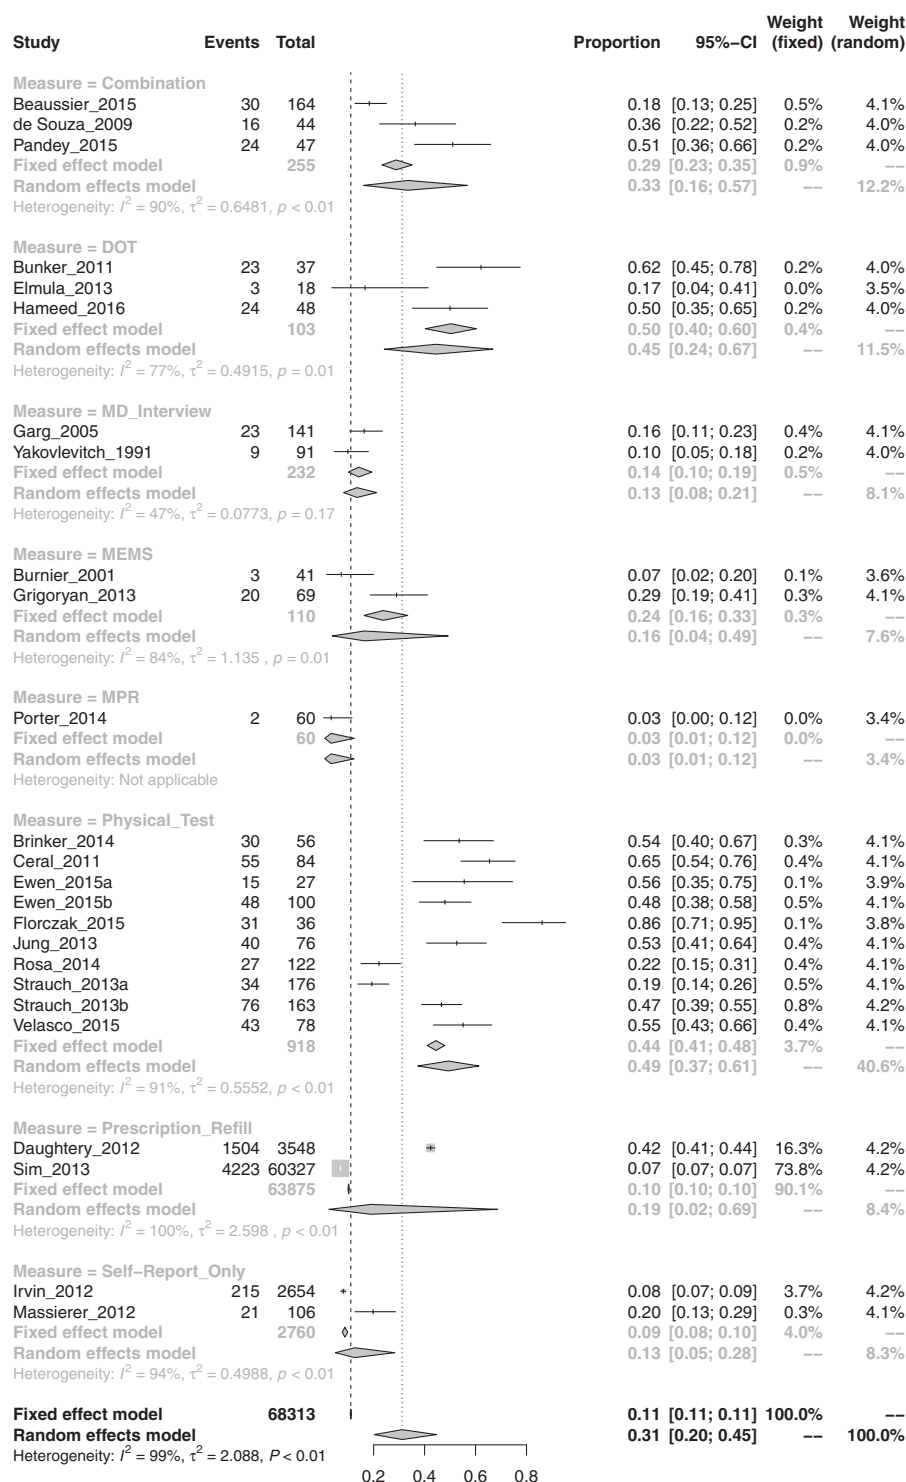 Weight Weight
Study Events Total Proportion 95%−CI (fixed) (random)
Measure = Combination
Beaussier_2015 30 164 0.18 [0.13; 0.25] 0.5% 4.1%
de Souza_2009 16 44 0.36 [0.22; 0.52] 0.2% 4.0%
Pandey_2015 24 47 0.51 [0.36; 0.66] 0.2% 4.0%
Fixed effect model 255 0.29 [0.23; 0.35] 0.9% −−
Random effects model 0.33 [0.16; 0.57] −− 12.2%
Heterogeneity: I² = 90%, τ² = 0.6481, p < 0.01
Measure = DOT
Bunker_2011 23 37 0.62 [0.45; 0.78] 0.2% 4.0%
Elmula_2013 3 18 0.17 [0.04; 0.41] 0.0% 3.5%
Hameed_2016 24 48 0.50 [0.35; 0.65] 0.2% 4.0%
Fixed effect model 103 0.50 [0.40; 0.60] 0.4% −−
Random effects model 0.45 [0.24; 0.67] −− 11.5%
Heterogeneity: I² = 77%, τ² = 0.4915, p = 0.01
Measure = MD_Interview
Garg_2005 23 141 0.16 [0.11; 0.23] 0.4% 4.1%
Yakovlevitch_1991 9 91 0.10 [0.05; 0.18] 0.2% 4.0%
Fixed effect model 232 0.14 [0.10; 0.19] 0.5% −−
Random effects model 0.13 [0.08; 0.21] −− 8.1%
Heterogeneity: I² = 47%, τ² = 0.0773, p = 0.17
Measure = MEMS
Burnier_2001 3 41 0.07 [0.02; 0.20] 0.1% 3.6%
Grigoryan_2013 20 69 0.29 [0.19; 0.41] 0.3% 4.1%
Fixed effect model 110 0.24 [0.16; 0.33] 0.3% −−
Random effects model 0.16 [0.04; 0.49] −− 7.6%
Heterogeneity: I² = 84%, τ² = 1.135 , p = 0.01
Measure = MPR
Porter_2014 2 60 0.03 [0.00; 0.12] 0.0% 3.4%
Fixed effect model 60 0.03 [0.01; 0.12] 0.0% −−
Random effects model 0.03 [0.01; 0.12] −− 3.4%
Heterogeneity: Not applicable
Measure = Physical_Test
Brinker_2014 30 56 0.54 [0.40; 0.67] 0.3% 4.1%
Ceral_2011 55 84 0.65 [0.54; 0.76] 0.4% 4.1%
Ewen_2015a 15 27 0.56 [0.35; 0.75] 0.1% 3.9%
Ewen_2015b 48 100 0.48 [0.38; 0.58] 0.5% 4.1%
Florczak_2015 31 36 0.86 [0.71; 0.95] 0.1% 3.8%
Jung_2013 40 76 0.53 [0.41; 0.64] 0.4% 4.1%
Rosa_2014 27 122 0.22 [0.15; 0.31] 0.4% 4.1%
Strauch_2013a 34 176 0.19 [0.14; 0.26] 0.5% 4.1%
Strauch_2013b 76 163 0.47 [0.39; 0.55] 0.8% 4.2%
Velasco_2015 43 78 0.55 [0.43; 0.66] 0.4% 4.1%
Fixed effect model 918 0.44 [0.41; 0.48] 3.7% −−
Random effects model 0.49 [0.37; 0.61] −− 40.6%
Heterogeneity: I² = 91%, τ² = 0.5552, p < 0.01
Measure = Prescription_Refill
Daughtery_2012 1504 3548 0.42 [0.41; 0.44] 16.3% 4.2%
Sim_2013 4223 60327 0.07 [0.07; 0.07] 73.8% 4.2%
Fixed effect model 63875 0.10 [0.10; 0.10] 90.1% −−
Random effects model 0.19 [0.02; 0.69] −− 8.4%
Heterogeneity: I² = 100%, τ² = 2.598 , p < 0.01
Measure = Self−Report_Only
Irvin_2012 215 2654 0.08 [0.07; 0.09] 3.7% 4.2%
Massierer_2012 21 106 0.20 [0.13; 0.29] 0.3% 4.1%
Fixed effect model 2760 0.09 [0.08; 0.10] 4.0% −−
Random effects model 0.13 [0.05; 0.28] −− 8.3%
Heterogeneity: I² = 94%, τ² = 0.4988, p < 0.01
Fixed effect model 68313 0.11 [0.11; 0.11] 100.0% −−
Random effects model 0.31 [0.20; 0.45] −− 100.0%
Heterogeneity: I² = 99%, τ² = 2.088, P < 0.01
0.2 0.4 0.6 0.8